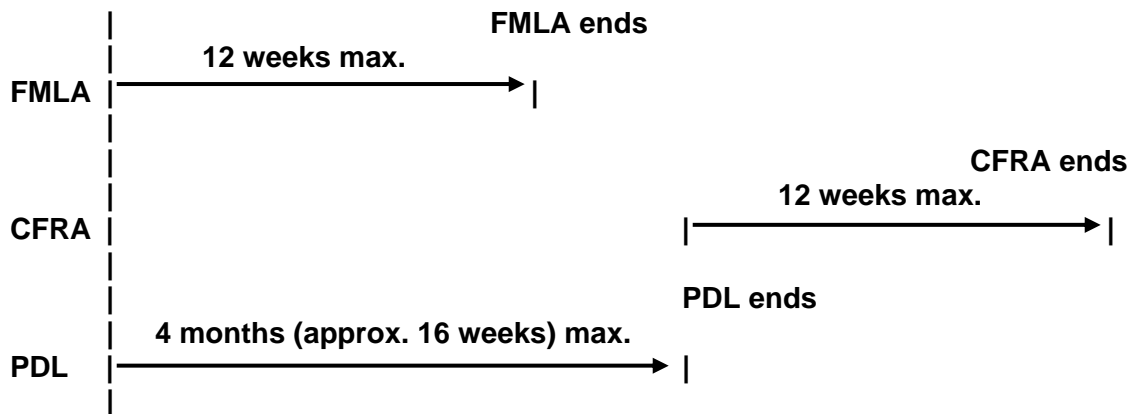 FMLA ends
12 weeks max.
FMLA
CFRA ends
12 weeks max.
CFRA
PDL ends
4 months (approx. 16 weeks) max.
PDL